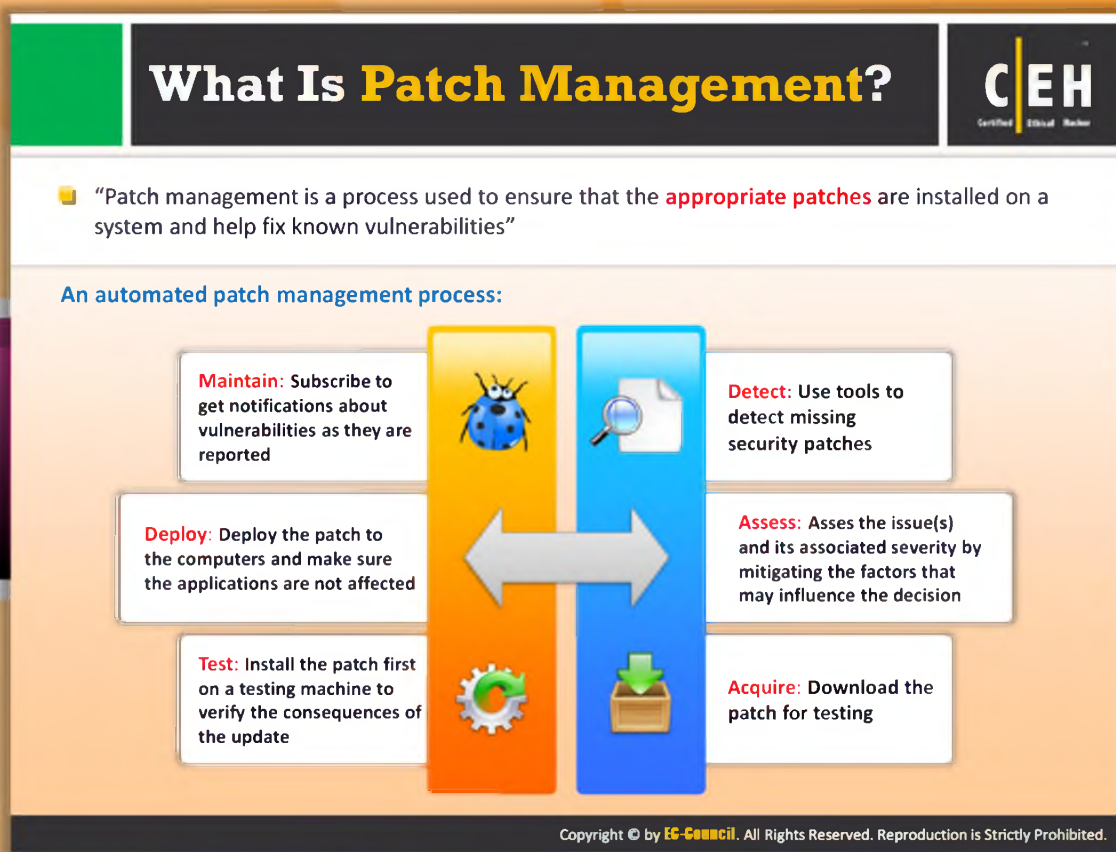 What Is Patch Management?
C|EH
Certified Ethical Hacker
“Patch management is a process used to ensure that the appropriate patches are installed on a
system and help fix known vulnerabilities”
An automated patch management process:
Maintain: Subscribe to
get notifications about
vulnerabilities as they are
reported
Detect: Use tools to
detect missing
security patches
Deploy: Deploy the patch to
the computers and make sure
the applications are not affected
Assess: Asses the issue(s)
and its associated severity by
mitigating the factors that
may influence the decision
Test: Install the patch first
on a testing machine to
verify the consequences of
the update
Acquire: Download the
patch for testing
Copyright © by EC-Council. All Rights Reserved. Reproduction is Strictly Prohibited.